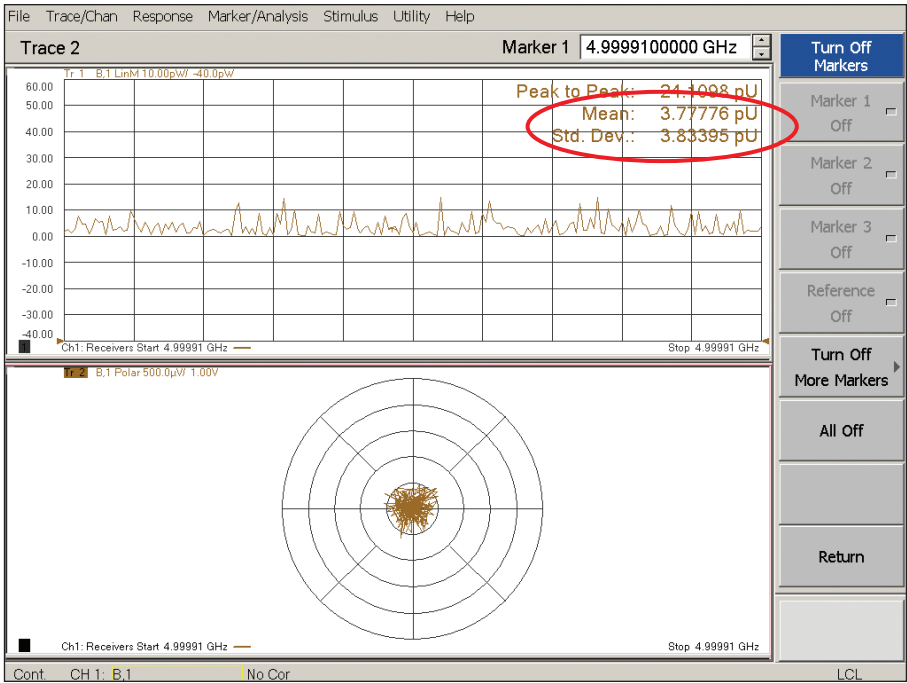 File Trace/Chan Response Marker/Analysis Stimulus Utility Help
Trace 2
Marker 1 4.9999100000 GHz
Tr 1 B,1 LinM 10.00pW/ -40.0pW
60.00
50.00
40.00
30.00
20.00
10.00
0.00
-10.00
-20.00
-30.00
-40.00
Peak to Peak: 24.1098 pU
Mean: 3.77776 pU
Std. Dev.: 3.83395 pU
1
Ch1: Receivers Start 4.99991 GHz
Stop 4.99991 GHz
Tr 2 B,1 Polar 500.0µV/ 1.00V
Ch1: Receivers Start 4.99991 GHz
Stop 4.99991 GHz
Turn Off
Markers
Marker 1
Off
Marker 2
Off
Marker 3
Off
Reference
Off
Turn Off
More Markers
All Off
Return
Cont. CH 1: B,1 No Cor LCL